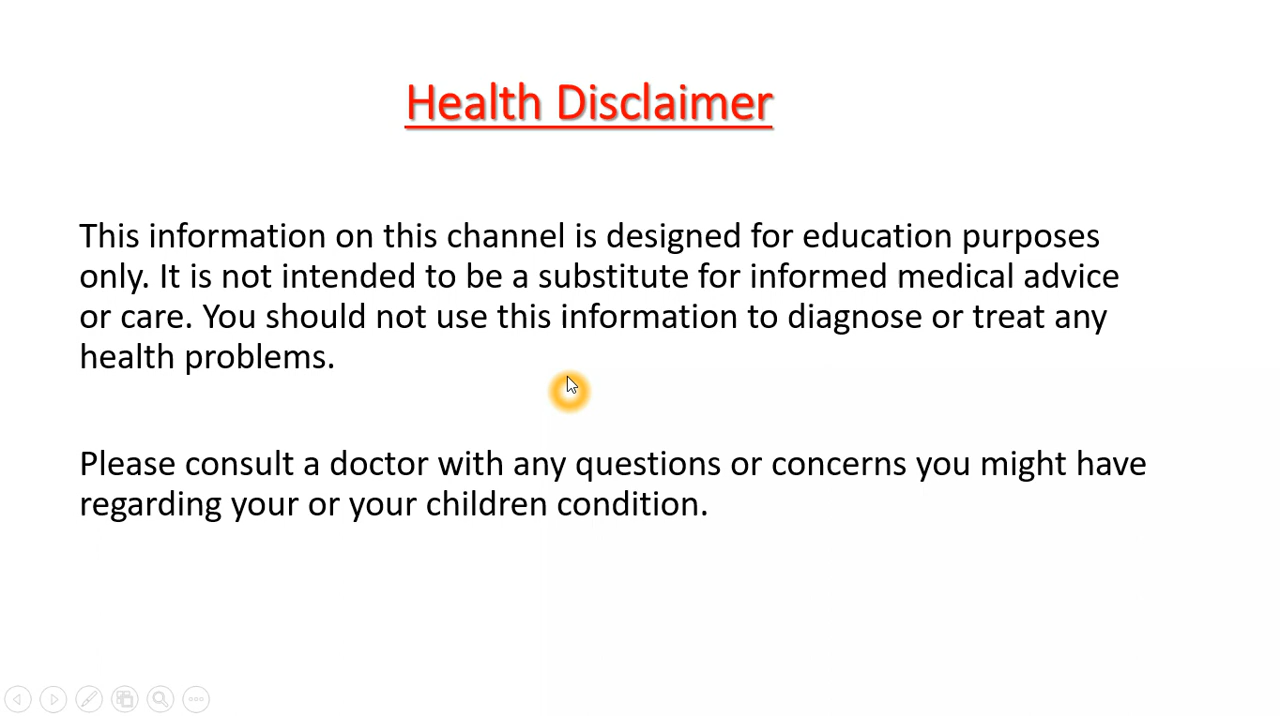 Health Disclaimer
This information on this channel is designed for education purposes
only. It is not intended to be a substitute for informed medical advice
or care. You should not use this information to diagnose or treat any
health problems.
Please consult a doctor with any questions or concerns you might have
regarding your or your children condition.